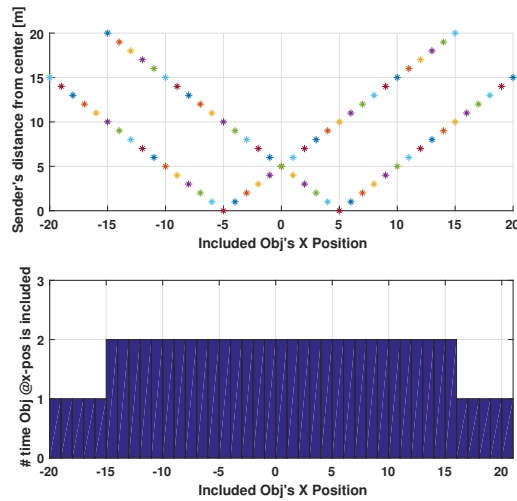 Sender's distance from center [m]
20
15
10
5
0
-20 -15 -10 -5 0 5 10 15 20
Included Obj's X Position
# time Obj @x-pos is included
3
2
1
0
-20 -15 -10 -5 0 5 10 15 20
Included Obj's X Position